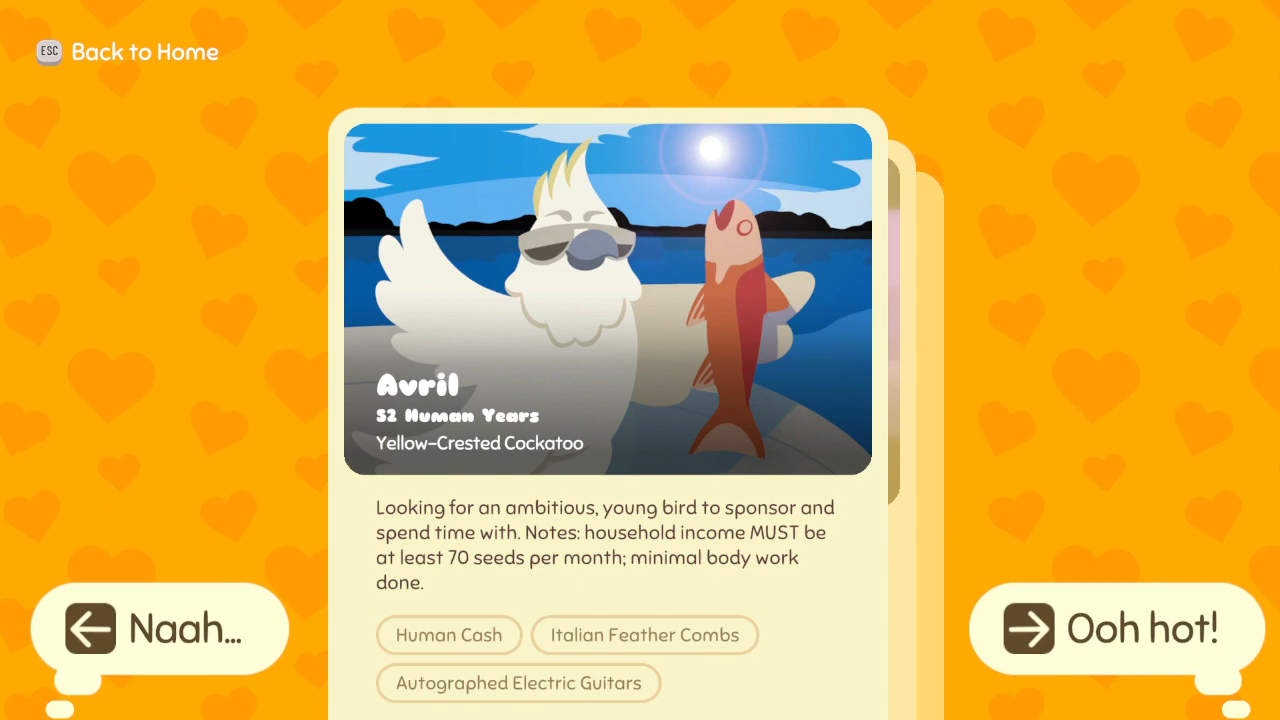 ESC Back to Home
Avril
52 Human Years
Yellow-Crested Cockatoo
Looking for an ambitious, young bird to sponsor and
spend time with. Notes: household income MUST be
at least 70 seeds per month; minimal body work
done.
Human Cash
Italian Feather Combs
Autographed Electric Guitars
Naah...
Ooh hot!